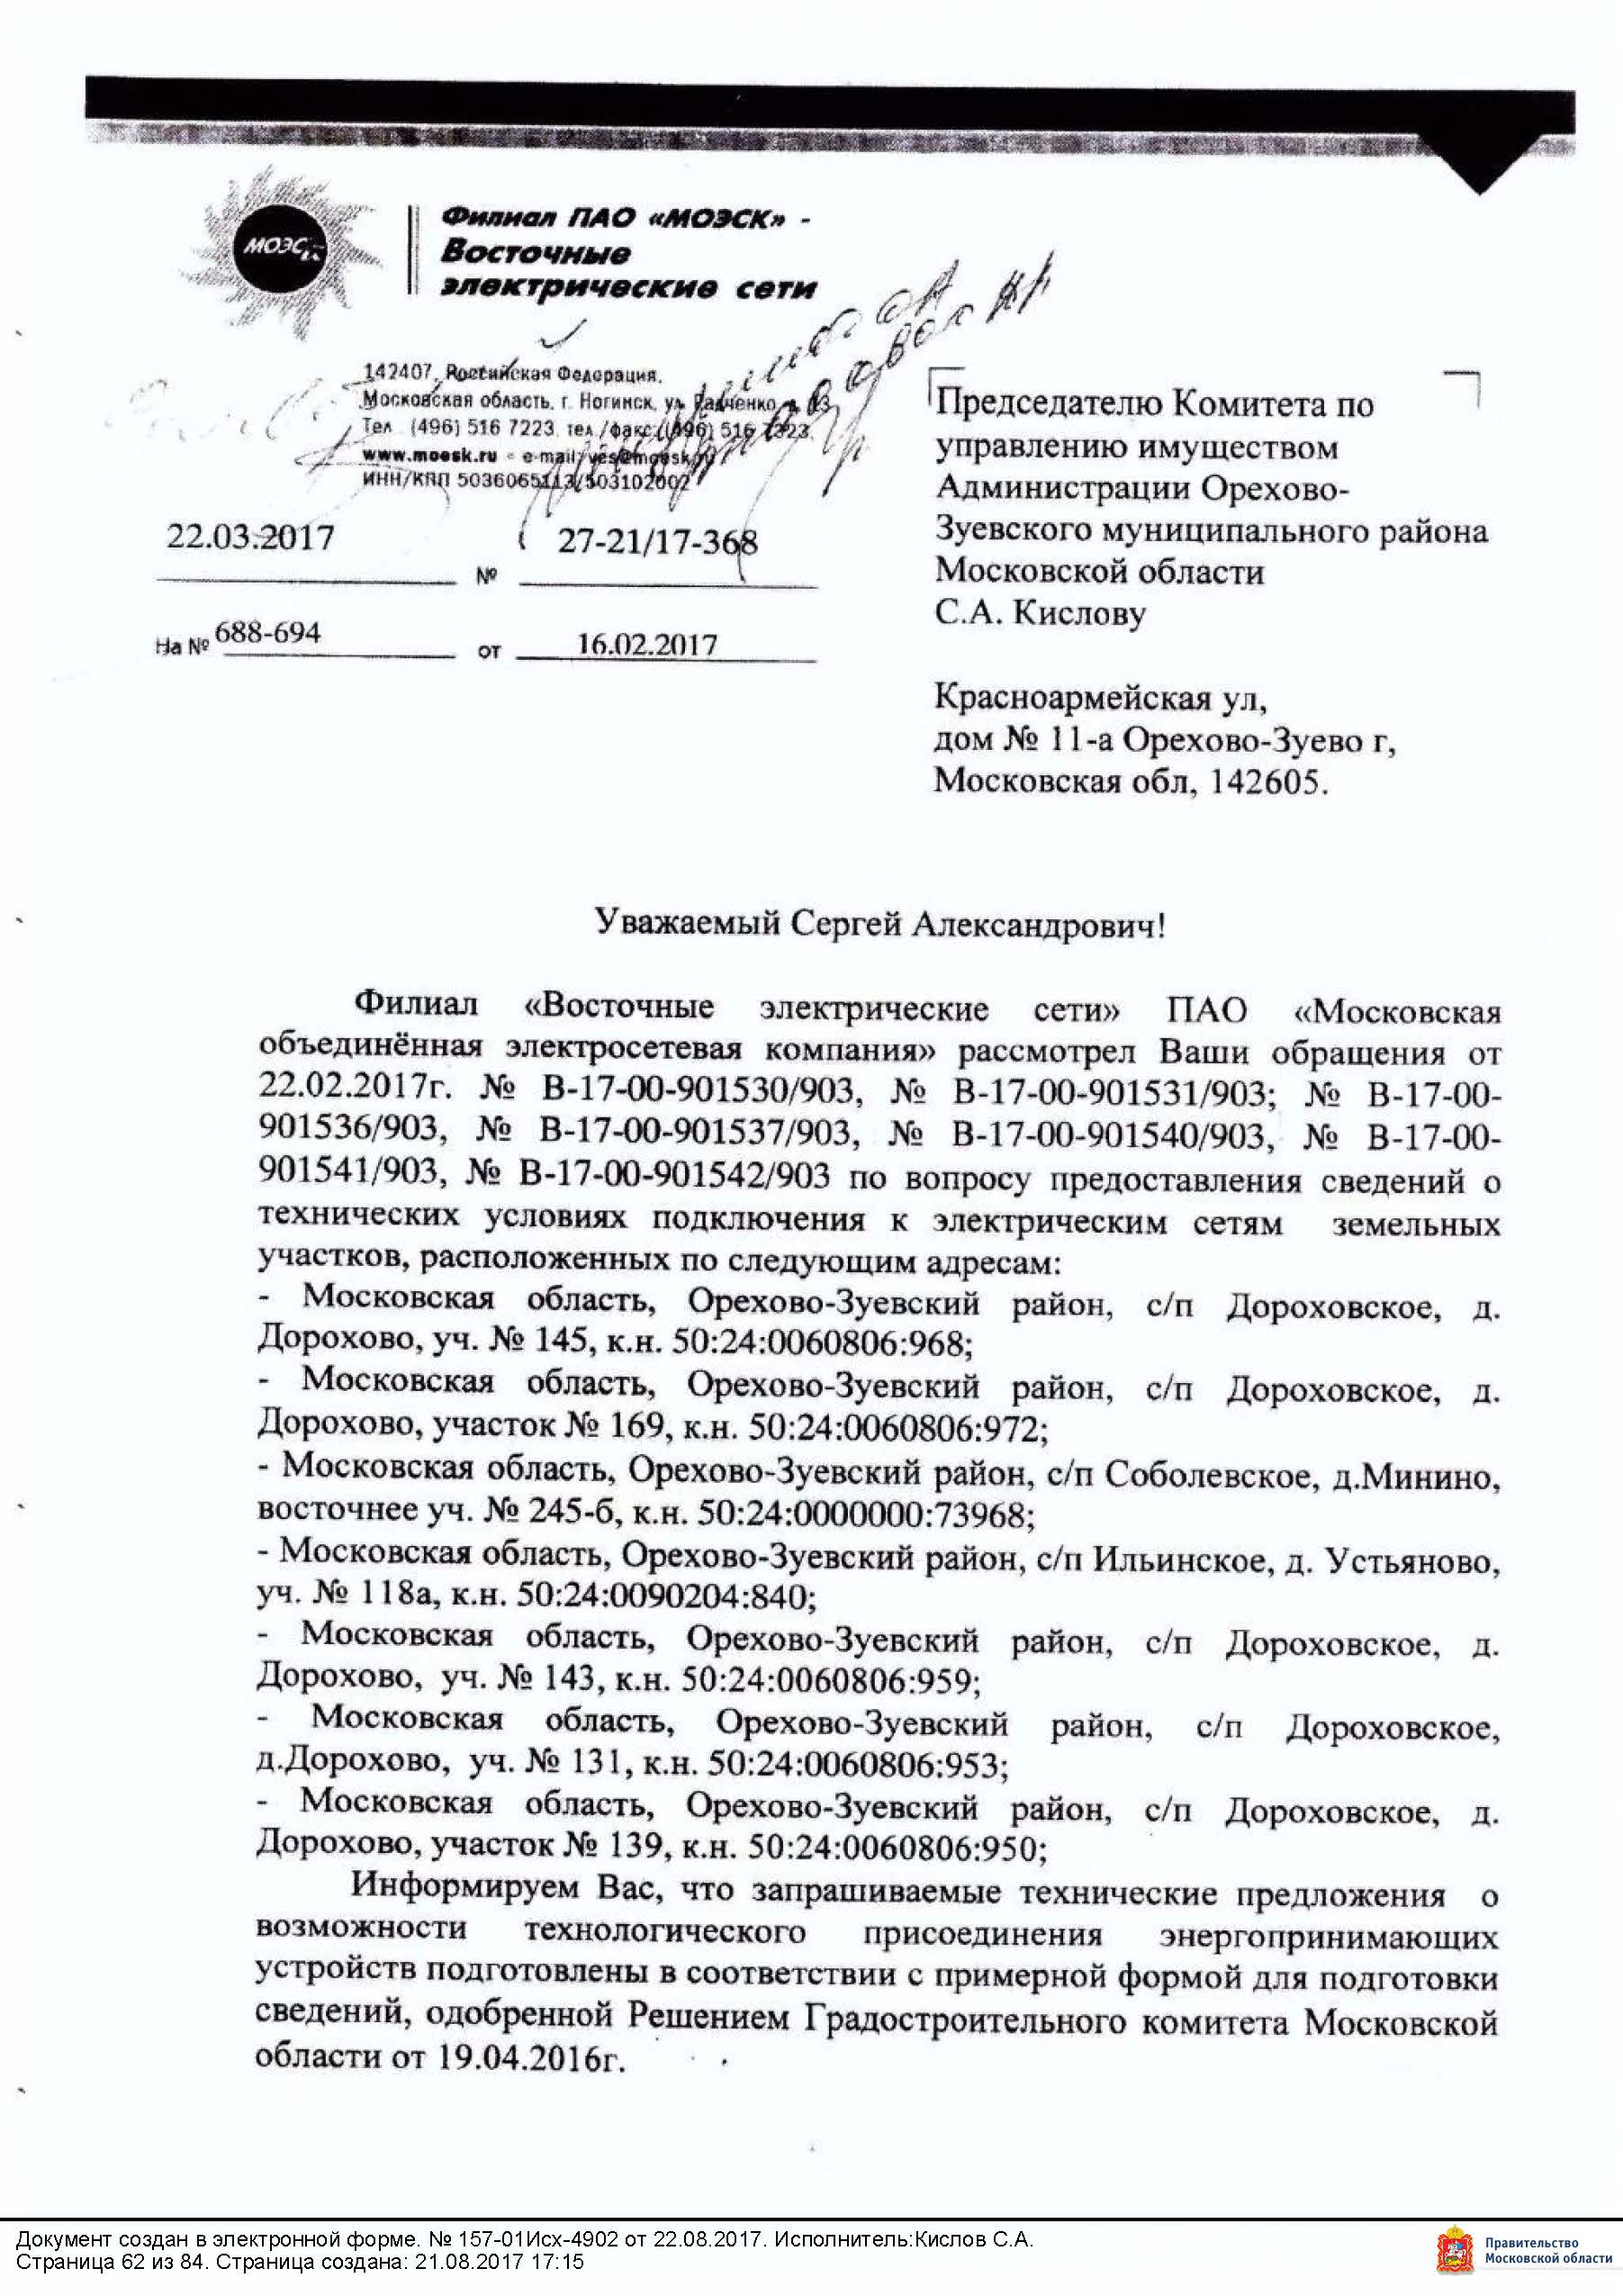 МОЭСК
Филиал ПАО «МОЭСК» -
Восточные
электрические сети
142407, Российская Федерация,
Московская область, г. Ногинск, ул. Радченко, д. 13
Тел. (496) 516 7223, тел./факс (496) 516 7323,
www.moesk.ru e-mail: ves@moesk.ru
ИНН/КПП 5036065113/503102002
22.03.2017 № 27-21/17-368
На № 688-694 от 16.02.2017
Председателю Комитета по
управлению имуществом
Администрации Орехово-
Зуевского муниципального района
Московской области
С.А. Кислову
Красноармейская ул,
дом № 11-а Орехово-Зуево г,
Московская обл, 142605.
Уважаемый Сергей Александрович!
Филиал «Восточные электрические сети» ПАО «Московская
объединённая электросетевая компания» рассмотрел Ваши обращения от
22.02.2017г. № В-17-00-901530/903, № В-17-00-901531/903; № В-17-00-
901536/903, № В-17-00-901537/903, № В-17-00-901540/903, № В-17-00-
901541/903, № В-17-00-901542/903 по вопросу предоставления сведений о
технических условиях подключения к электрическим сетям земельных
участков, расположенных по следующим адресам:
- Московская область, Орехово-Зуевский район, с/п Дороховское, д.
Дорохово, уч. № 145, к.н. 50:24:0060806:968;
- Московская область, Орехово-Зуевский район, с/п Дороховское, д.
Дорохово, участок № 169, к.н. 50:24:0060806:972;
- Московская область, Орехово-Зуевский район, с/п Соболевское, д.Минино,
восточнее уч. № 245-б, к.н. 50:24:0000000:73968;
- Московская область, Орехово-Зуевский район, с/п Ильинское, д. Устьяново,
уч. № 118а, к.н. 50:24:0090204:840;
- Московская область, Орехово-Зуевский район, с/п Дороховское, д.
Дорохово, уч. № 143, к.н. 50:24:0060806:959;
- Московская область, Орехово-Зуевский район, с/п Дороховское,
д.Дорохово, уч. № 131, к.н. 50:24:0060806:953;
- Московская область, Орехово-Зуевский район, с/п Дороховское, д.
Дорохово, участок № 139, к.н. 50:24:0060806:950;
Информируем Вас, что запрашиваемые технические предложения о
возможности технологического присоединения энергопринимающих
устройств подготовлены в соответствии с примерной формой для подготовки
сведений, одобренной Решением Градостроительного комитета Московской
области от 19.04.2016г.
Документ создан в электронной форме. № 157-01Исх-4902 от 22.08.2017. Исполнитель:Кислов С.А.
Страница 62 из 84. Страница создана: 21.08.2017 17:15
Правительство
Московской области